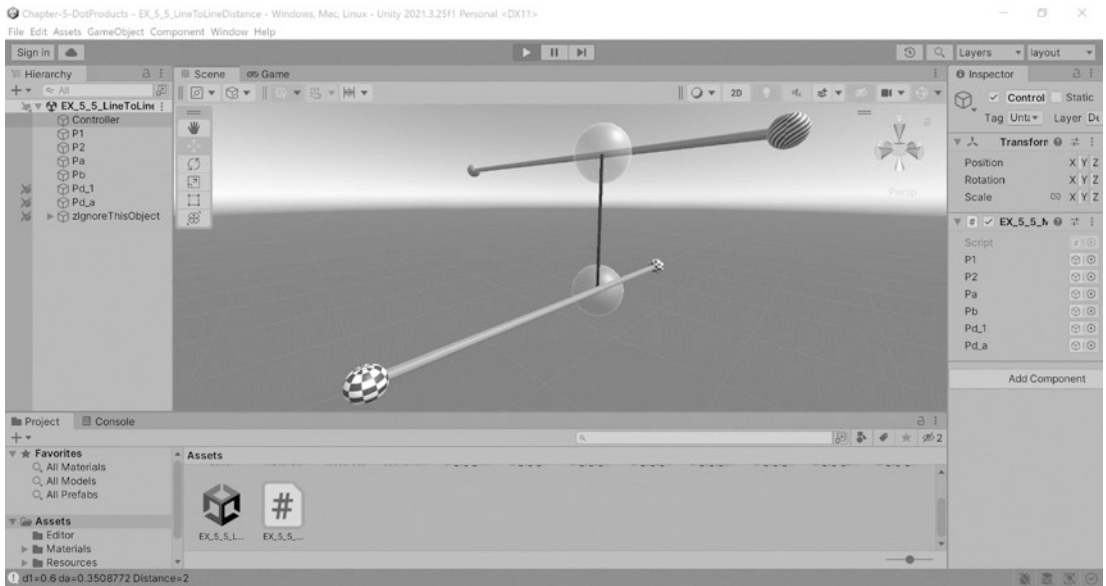 Chapter-5-DotProducts - EX_5_5_LineToLineDistance - Windows, Mac, Linux - Unity 2021.3.25f1 Personal <DX11>
File Edit Assets GameObject Component Window Help
Sign in
Layers
layout
Hierarchy
Scene
Game
Inspector
All
2D
EX_5_5_LineToLine
Controller
P1
P2
Pa
Pb
Pd_1
Pd_a
zIgnoreThisObject
Persp
Control
Static
Tag Unta
Layer De
Transform
Position X Y Z
Rotation X Y Z
Scale X Y Z
EX_5_5_M
Script
P1
P2
Pa
Pb
Pd_1
Pd_a
Add Component
Project
Console
2
Favorites
All Materials
All Models
All Prefabs
Assets
Editor
Materials
Resources
Assets
EX_5_5_L...
#
EX_5_5_...
d1=0.6 da=0.3508772 Distance=2